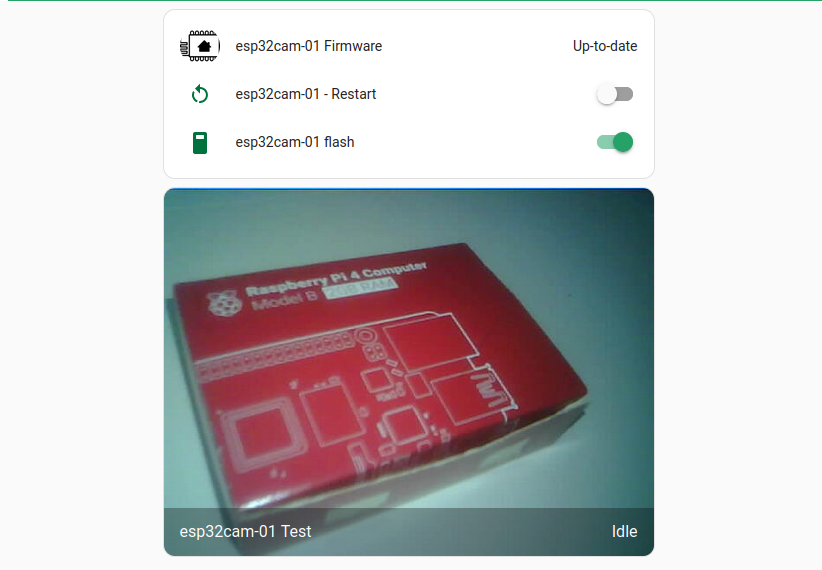 esp32cam-01 Firmware Up-to-date
esp32cam-01 - Restart
esp32cam-01 flash
Raspberry Pi 4 Computer
Model B 2GB RAM
esp32cam-01 Test Idle